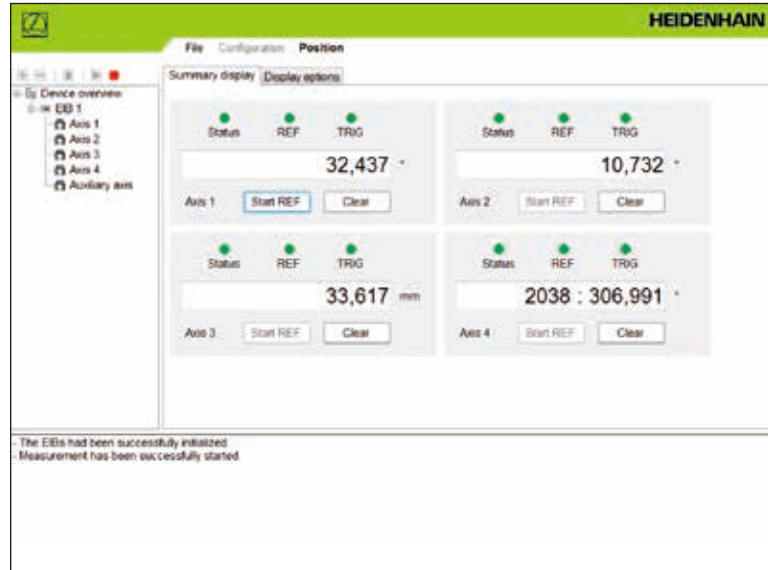 HEIDENHAIN
File Configuration Position
Summary display Display options
Device overview
EIB 1
Axis 1
Axis 2
Axis 3
Axis 4
Auxiliary axis
Status REF TRIG
32,437 °
Axis 1 Start REF Clear
Status REF TRIG
10,732 °
Axis 2 Start REF Clear
Status REF TRIG
33,617 mm
Axis 3 Start REF Clear
Status REF TRIG
2038 : 306,991 °
Axis 4 Start REF Clear
- The EIBs had been successfully initialized
- Measurement has been successfully started